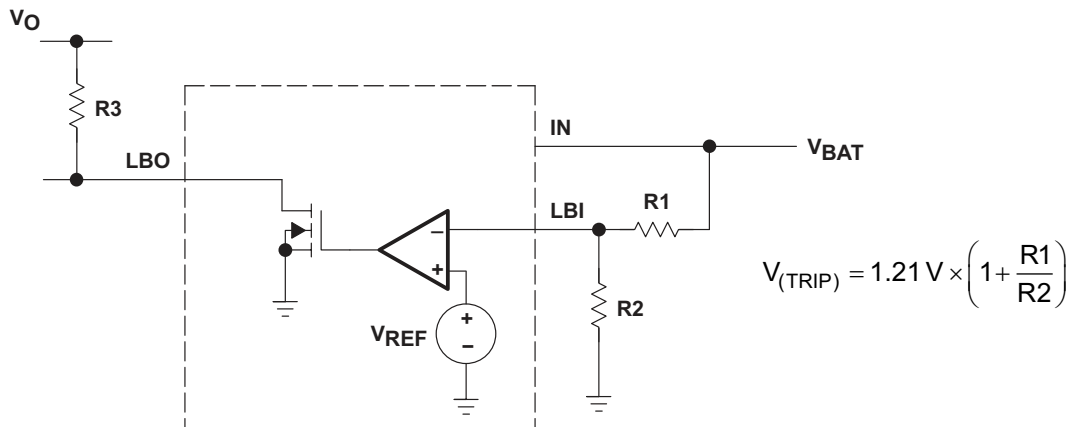 VO
R3
IN
VBAT
LBO
R1
LBI
−
+
R2
VREF
+
−
V(TRIP) = 1.21 V × (1 + R1/R2)